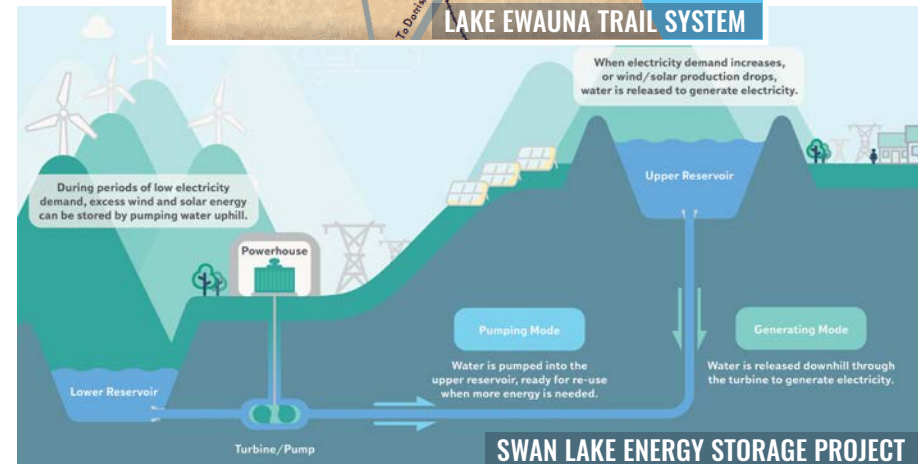 To Dorris
LAKE EWAUNA TRAIL SYSTEM
When electricity demand increases,
or wind/solar production drops,
water is released to generate electricity.
During periods of low electricity
demand, excess wind and solar energy
can be stored by pumping water uphill.
Upper Reservoir
Powerhouse
Pumping Mode
Water is pumped into the
upper reservoir, ready for re-use
when more energy is needed.
Generating Mode
Water is released downhill through
the turbine to generate electricity.
Lower Reservoir
Turbine/Pump
SWAN LAKE ENERGY STORAGE PROJECT